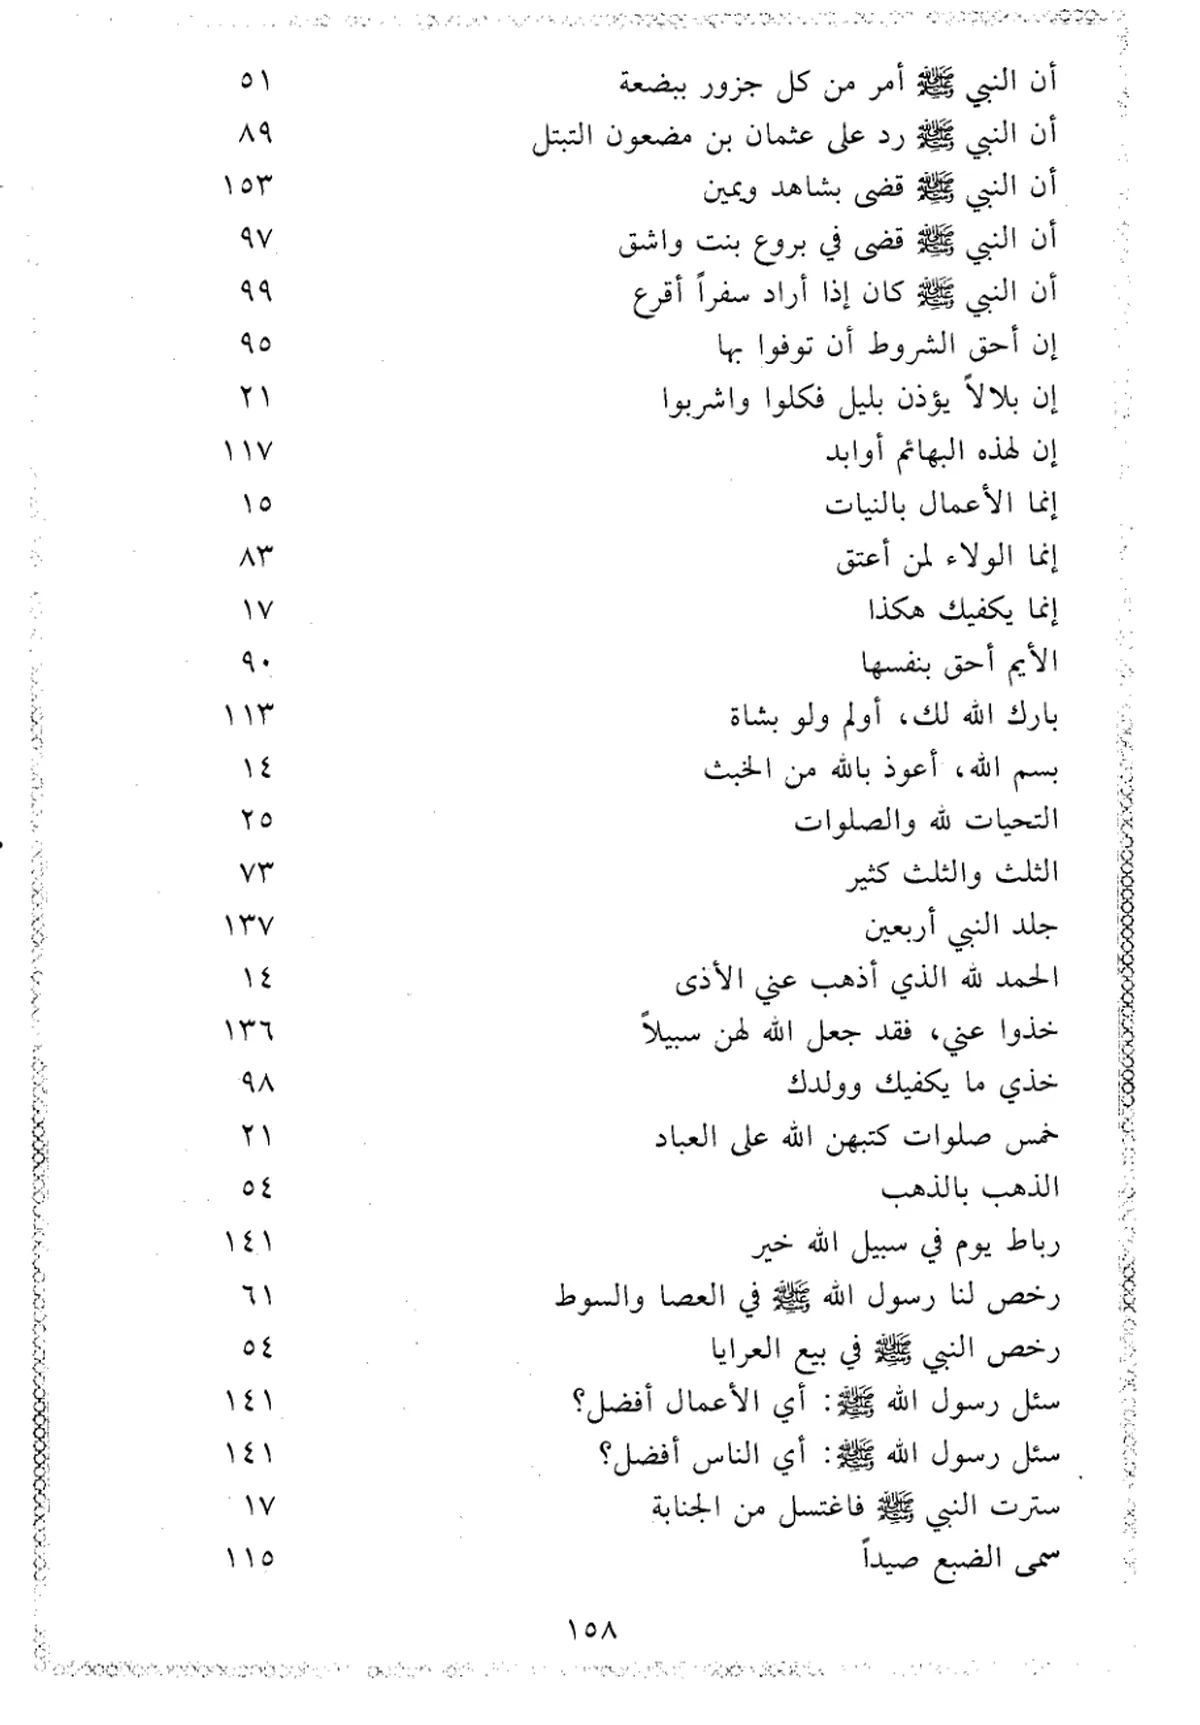 أن النبي ﷺ أمر من كل جزور ببضعة ٥١
أن النبي ﷺ رد على عثمان بن مضعون التبتل ٨٩
أن النبي ﷺ قضى بشاهد ويمين ١٥٣
أن النبي ﷺ قضى في بروع بنت واشق ٩٧
أن النبي ﷺ كان إذا أراد سفراً أقرع ٩٩
إن أحق الشروط أن توفوا بها ٩٥
إن بلالاً يؤذن بليل فكلوا واشربوا ٢١
إن لهذه البهائم أوابد ١١٧
إنما الأعمال بالنيات ١٥
إنما الولاء لمن أعتق ٨٣
إنما يكفيك هكذا ١٧
الأيم أحق بنفسها ٩٠
بارك الله لك، أولم ولو بشاة ١١٣
بسم الله، أعوذ بالله من الخبث ١٤
التحيات لله والصلوات ٢٥
الثلث والثلث كثير ٧٣
جلد النبي أربعين ١٣٧
الحمد لله الذي أذهب عني الأذى ١٤
خذوا عني، فقد جعل الله لهن سبيلاً ١٣٦
خذي ما يكفيك وولدك ٩٨
خمس صلوات كتبهن الله على العباد ٢١
الذهب بالذهب ٥٤
رباط يوم في سبيل الله خير ١٤١
رخص لنا رسول الله ﷺ في العصا والسوط ٦١
رخص النبي ﷺ في بيع العرايا ٥٤
سئل رسول الله ﷺ: أي الأعمال أفضل؟ ١٤١
سئل رسول الله ﷺ: أي الناس أفضل؟ ١٤١
سترت النبي ﷺ فاغتسل من الجنابة ١٧
سمى الضبع صيداً ١١٥
١٥٨